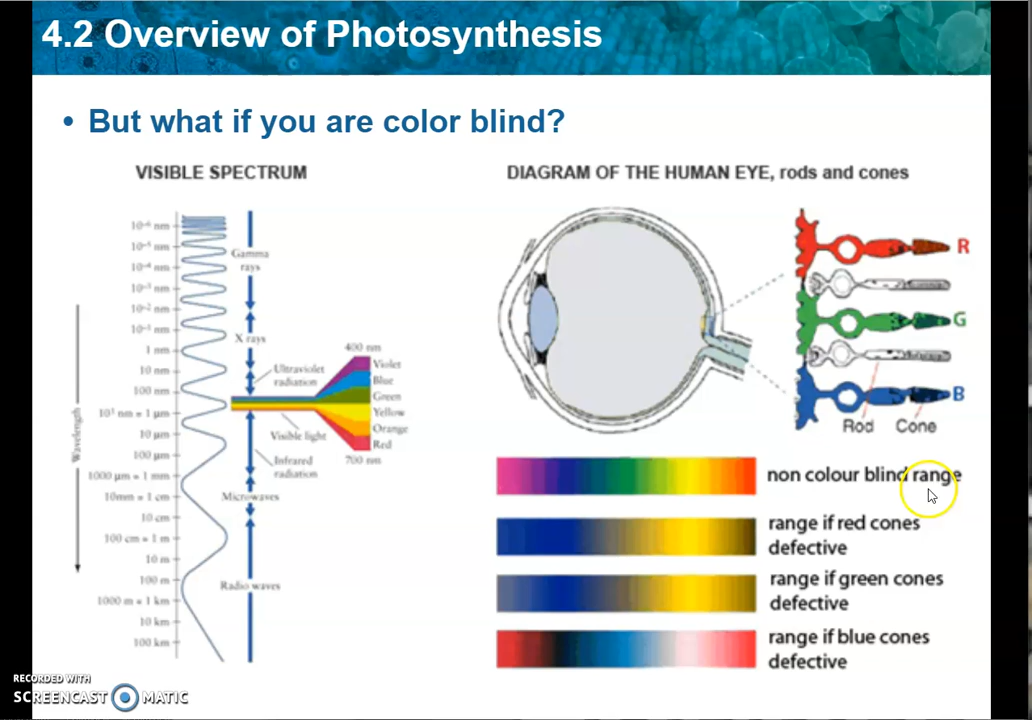 4.2 Overview of Photosynthesis
• But what if you are color blind?
VISIBLE SPECTRUM
10⁻⁶ nm
10⁻⁵ nm
10⁻⁴ nm
10⁻³ nm
10⁻² nm
10⁻¹ nm
1 nm
10 nm
100 nm
10³ nm = 1 µm
10 µm
100 µm
1000 µm = 1 mm
10mm = 1 cm
10 cm
100 cm = 1 m
10 m
100 m
1000 m = 1 km
10 km
100 km
Wavelength
Gamma
rays
X rays
Ultraviolet
radiation
Visible light
Infrared
radiation
Microwaves
Radio waves
400 nm
Violet
Blue
Green
Yellow
Orange
Red
700 nm
DIAGRAM OF THE HUMAN EYE, rods and cones
R
G
B
Rod Cone
non colour blind range
range if red cones
defective
range if green cones
defective
range if blue cones
defective
RECORDED WITH
SCREENCAST MATIC